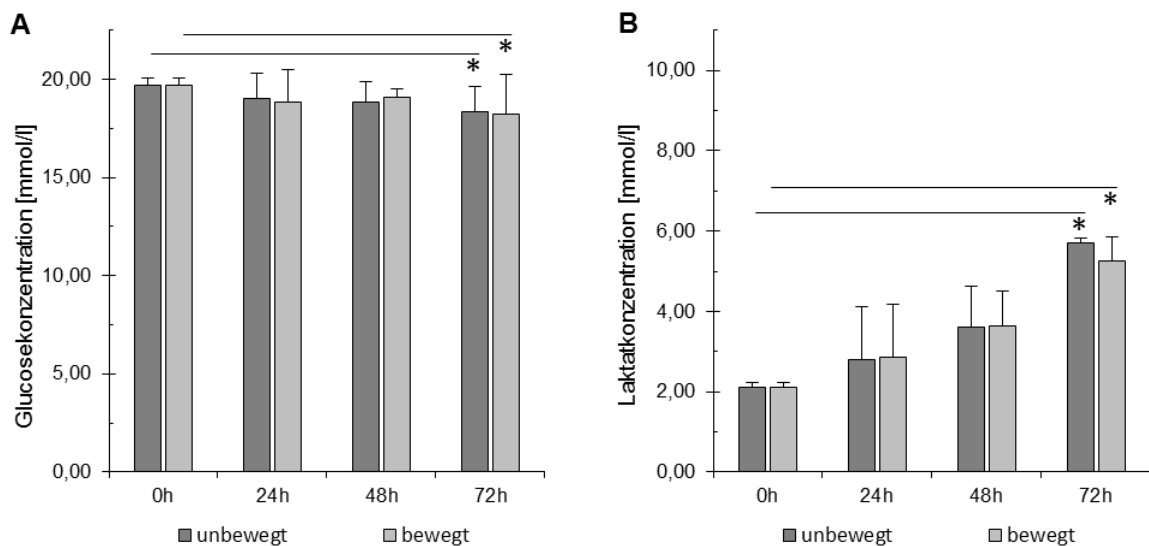 A
Glucosekonzentration [mmol/l]
20,00
15,00
10,00
5,00
0,00
* *
0h 24h 48h 72h
unbewegt bewegt
B
Laktatkonzentration [mmol/l]
10,00
8,00
6,00
4,00
2,00
0,00
* *
0h 24h 48h 72h
unbewegt bewegt